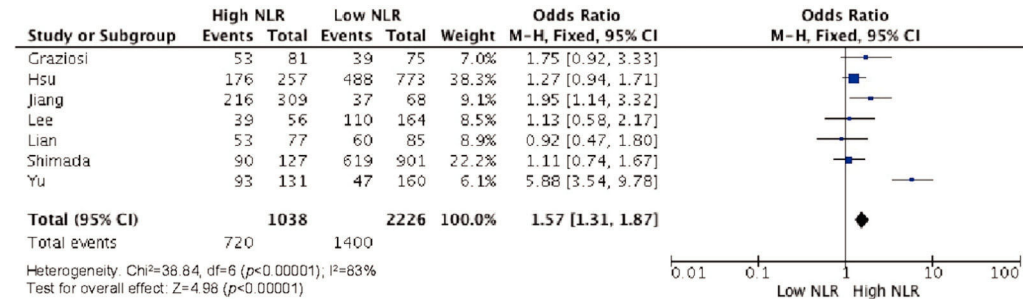 High NLR Low NLR Odds Ratio Odds Ratio
Study or Subgroup Events Total Events Total Weight M-H, Fixed, 95% CI M-H, Fixed, 95% CI
Graziosi 53 81 39 75 7.0% 1.75 [0.92, 3.33]
Hsu 176 257 488 773 38.3% 1.27 [0.94, 1.71]
Jiang 216 309 37 68 9.1% 1.95 [1.14, 3.32]
Lee 39 56 110 164 8.5% 1.13 [0.58, 2.17]
Lian 53 77 60 85 8.9% 0.92 [0.47, 1.80]
Shimada 90 127 619 901 22.2% 1.11 [0.74, 1.67]
Yu 93 131 47 160 6.1% 5.88 [3.54, 9.78]
Total (95% CI) 1038 2226 100.0% 1.57 [1.31, 1.87]
Total events 720 1400
Heterogeneity. Chi²=38.84, df=6 (p<0.00001); I²=83%
Test for overall effect: Z=4.98 (p<0.00001)
0.01 0.1 1 10 100
Low NLR High NLR